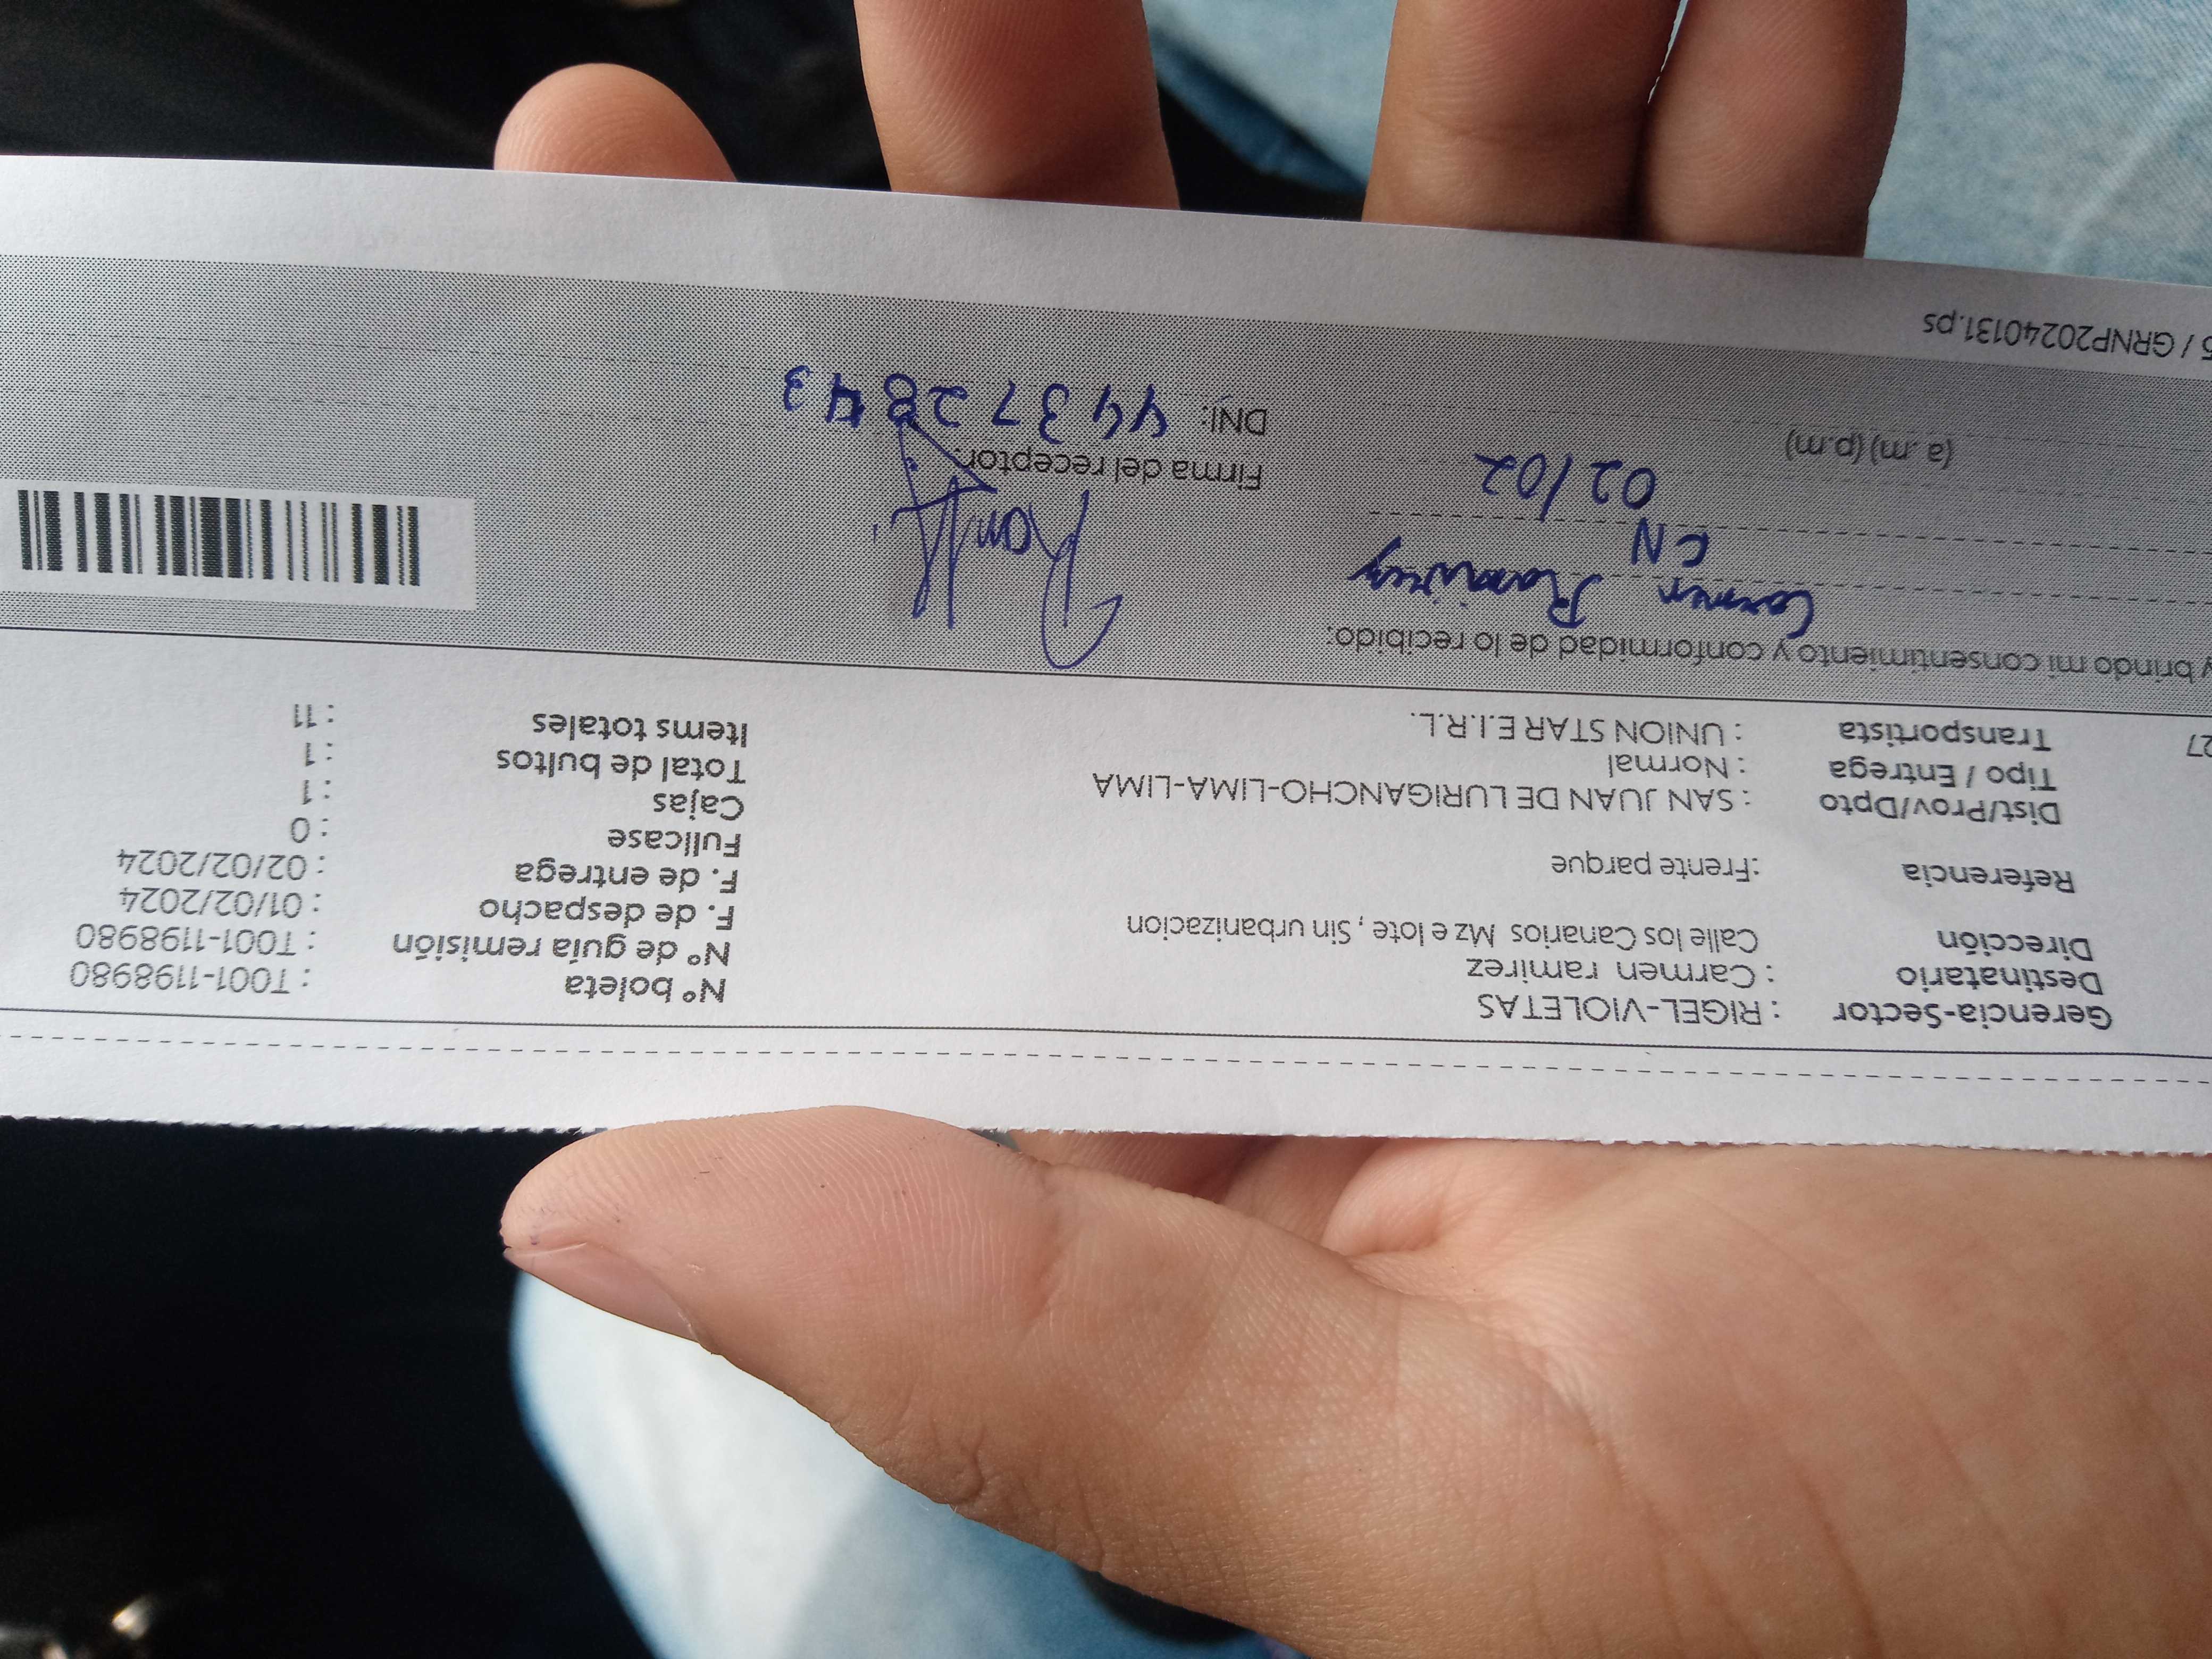 Gerencia-Sector : RIGEL-VIOLETAS
Destinatario : Carmen ramirez
Dirección Calle los Canarios Mz e lote , Sin urbanizacion
Referencia :Frente parque
Dist/Prov/Dpto : SAN JUAN DE LURIGANCHO-LIMA-LIMA
Tipo / Entrega : Normal
27 Transportista : UNION STAR E.I.R.L.
Nº boleta : T001-1198980
Nº de guía remisión : T001-1198980
F. de despacho : 01/02/2024
F. de entrega : 02/02/2024
Fullcase : 0
Cajas : 1
Total de bultos : 1
Items totales : 11
y brindo mi consentimiento y conformidad de lo recibido:
Carmen Ramirez
CN
02/02
(a .m) (p.m)
Firma del receptor:
DNI: 44372843
/ GRNP20240131.ps